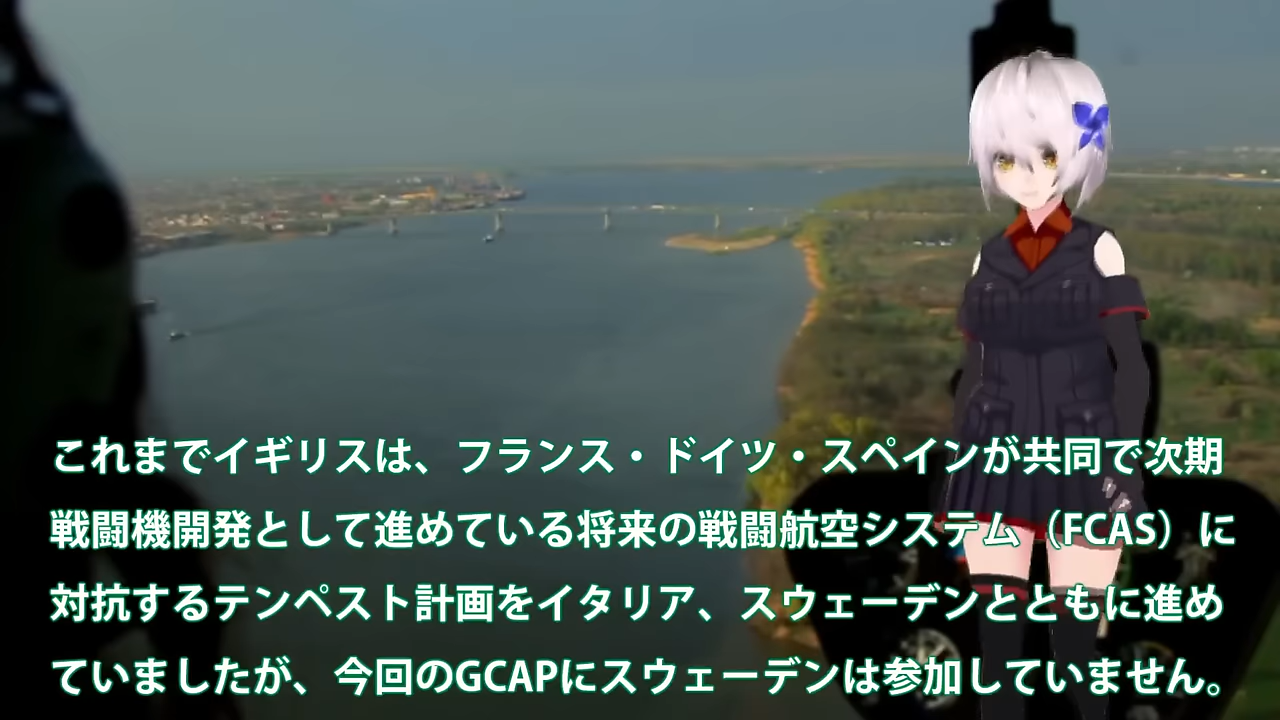 これまでイギリスは、フランス・ドイツ・スペインが共同で次期
戦闘機開発として進めている将来の戦闘航空システム（FCAS）に
対抗するテンペスト計画をイタリア、スウェーデンとともに進め
ていましたが、今回のGCAPにスウェーデンは参加していません。